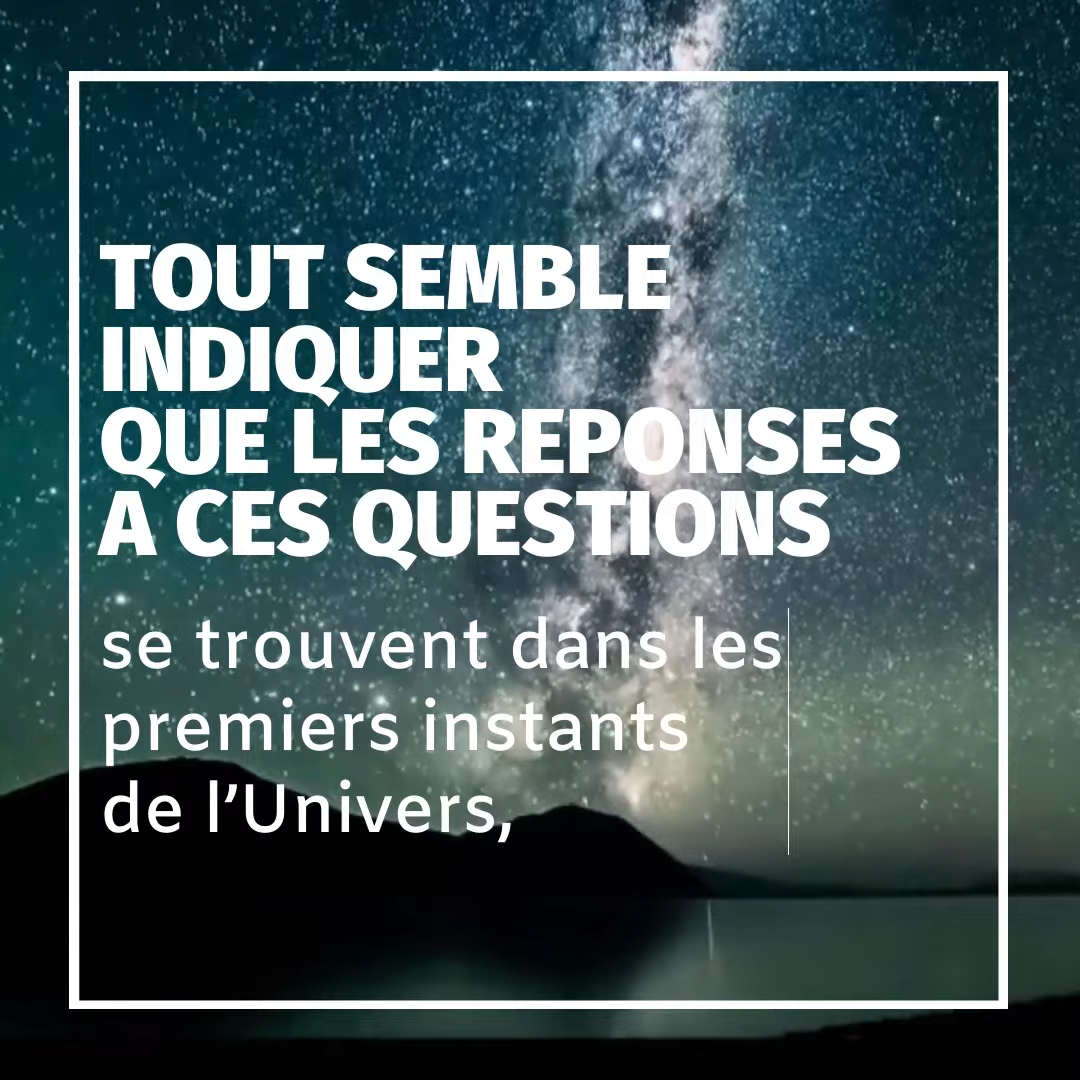 TOUT SEMBLE
INDIQUER
QUE LES REPONSES
A CES QUESTIONS
se trouvent dans les
premiers instants
de l’Univers,